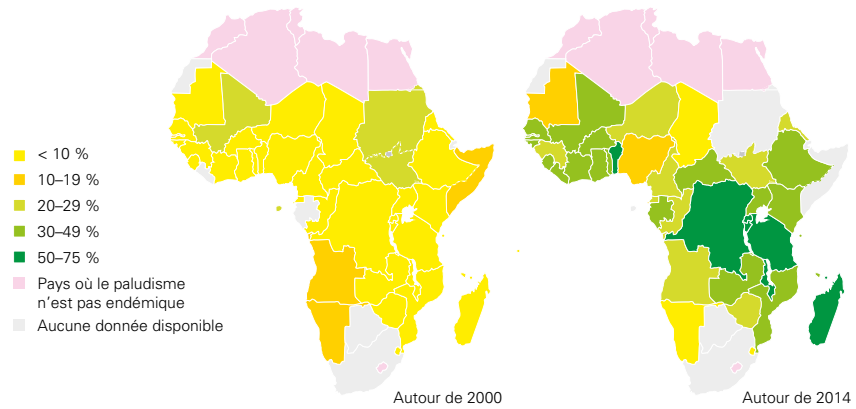 < 10 %
10–19 %
20–29 %
30–49 %
50–75 %
Pays où le paludisme
n’est pas endémique
Aucune donnée disponible
Autour de 2000
Autour de 2014